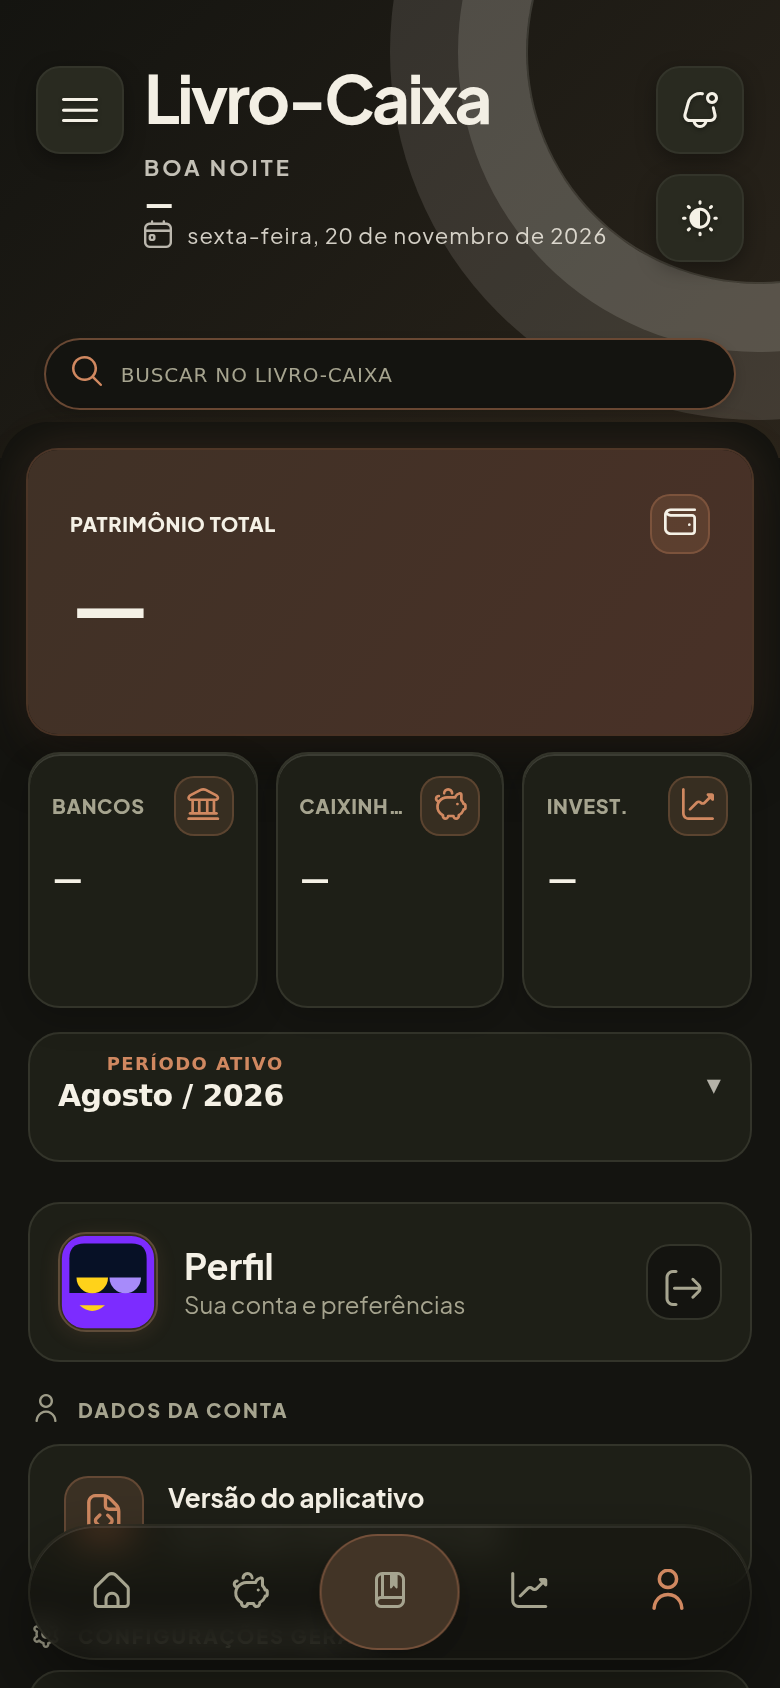 Livro-Caixa
BOA NOITE
—
sexta-feira, 20 de novembro de 2026
BUSCAR NO LIVRO-CAIXA
PATRIMÔNIO TOTAL
—
BANCOS
CAIXINH…
INVEST.
—
—
—
PERÍODO ATIVO
Agosto / 2026
▼
Perfil
Sua conta e preferências
DADOS DA CONTA
Versão do aplicativo
CONFIGURAÇÕES